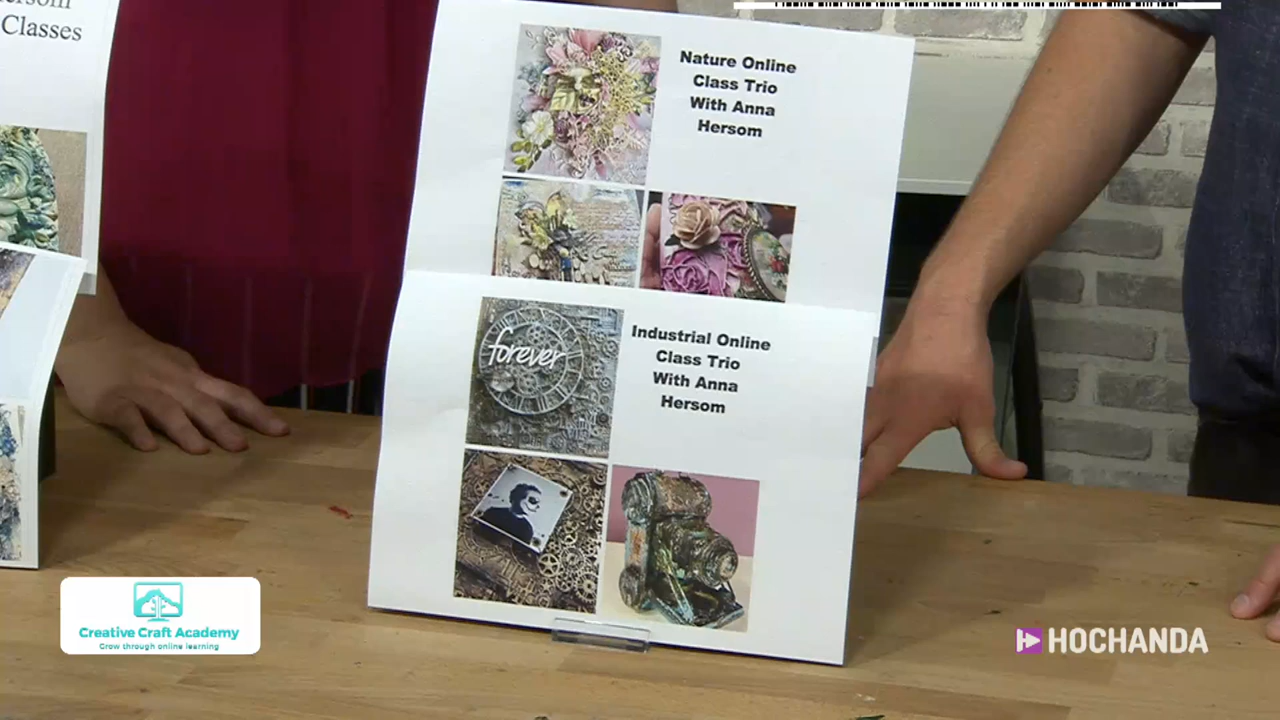 Classes
Nature Online
Class Trio
With Anna
Hersom
forever
Industrial Online
Class Trio
With Anna
Hersom
Creative Craft Academy
Grow through online learning
HOCHANDA